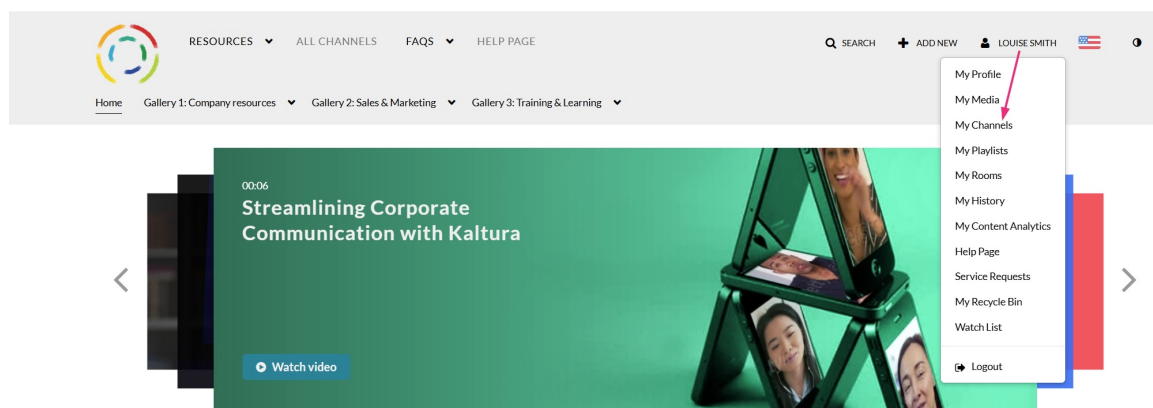 RESOURCES ALL CHANNELS FAQS HELP PAGE SEARCH ADD NEW LOUISE SMITH
Home Gallery 1: Company resources Gallery 2: Sales & Marketing Gallery 3: Training & Learning
My Profile
My Media
My Channels
My Playlists
My Rooms
My History
My Content Analytics
Help Page
Service Requests
My Recycle Bin
Watch List
Logout
00:06
Streamlining Corporate
Communication with Kaltura
Watch video